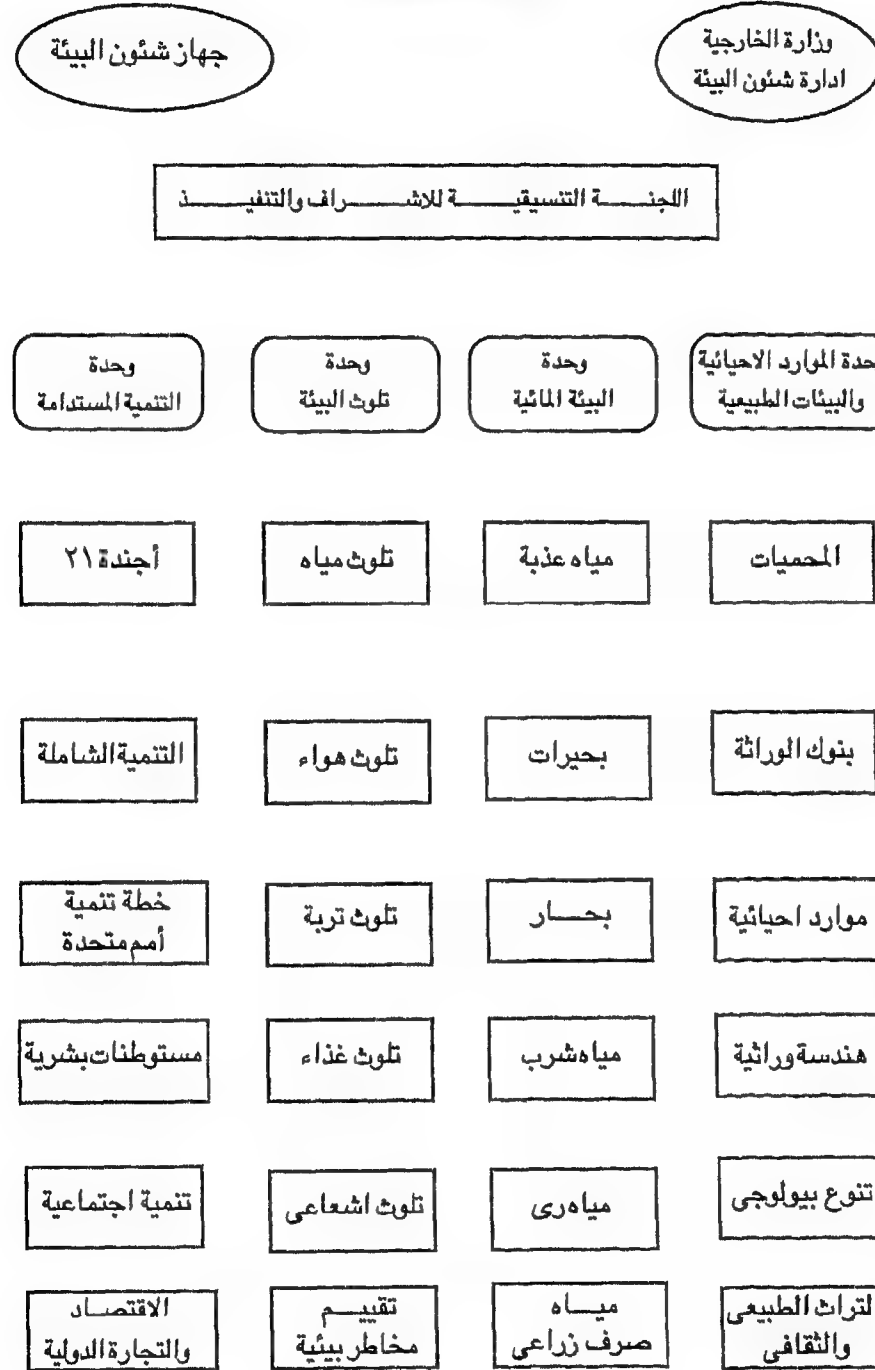 وزارة الخارجية
ادارة شئون البيئة
جهاز شئون البيئة
اللجنة التنسيقية للاشراف والتنفيذ
حدة الموارد الاحيائية
والبيئات الطبيعية
وحدة
البيئة المائية
وحدة
تلوث البيئة
وحدة
التنمية المستدامة
المحميات
مياه عذبة
تلوث مياه
أجندة ٢١
بنوك الوراثة
بحيرات
تلوث هواء
التنمية الشاملة
موارد احيائية
بحار
تلوث تربة
خطة تنمية
أمم متحدة
هندسة وراثية
مياه شرب
تلوث غذاء
مستوطنات بشرية
تنوع بيولوجى
مياه رى
تلوث اشعاعى
تنمية اجتماعية
لتراث الطبيعى
والثقافى
مياه
صرف زراعى
تقييم
مخاطر بيئية
الاقتصاد
والتجارة الدولية